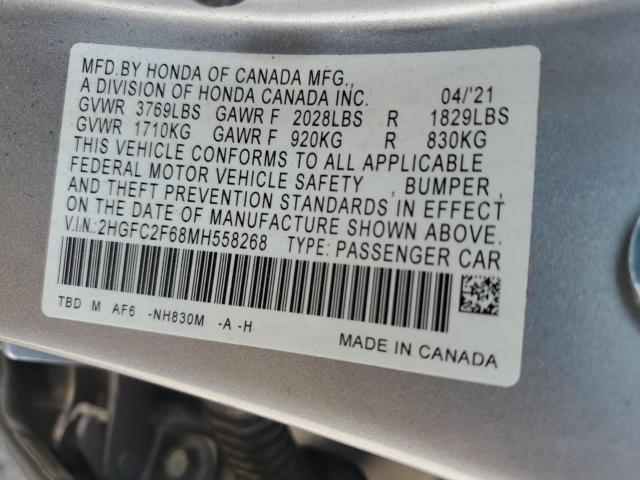 MFD.BY HONDA OF CANADA MFG.,
A DIVISION OF HONDA CANADA INC. 04/'21
GVWR 3769LBS GAWR F 2028LBS R 1829LBS
GVWR 1710KG GAWR F 920KG R 830KG
THIS VEHICLE CONFORMS TO ALL APPLICABLE
FEDERAL MOTOR VEHICLE SAFETY , BUMPER ,
AND THEFT PREVENTION STANDARDS IN EFFECT
ON THE DATE OF MANUFACTURE SHOWN ABOVE.
V.I.N.:2HGFC2F68MH558268 TYPE: PASSENGER CAR
TBD M AF6 -NH830M -A -H
MADE IN CANADA